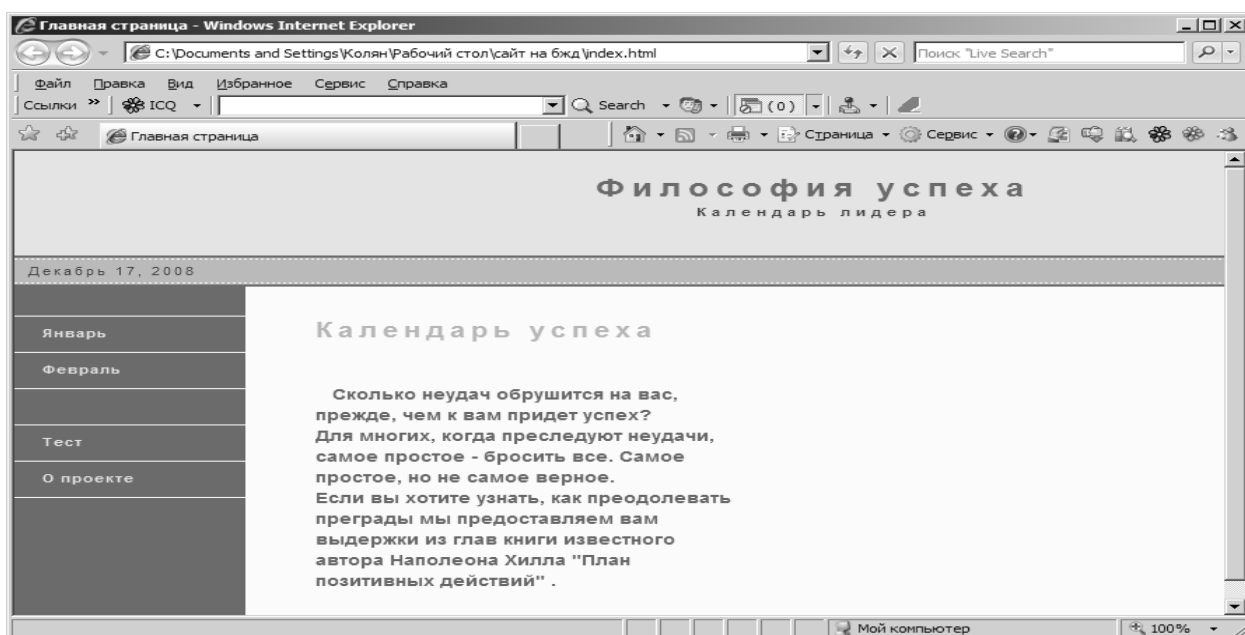 Главная страница - Windows Internet Explorer
C:\Documents and Settings\Колян\Рабочий стол\сайт на бжд\index.html
Поиск "Live Search"
Файл Правка Вид Избранное Сервис Справка
Ссылки » ICQ Search (0)
Главная страница Страница Сервис
Философия успеха
Календарь лидера
Декабрь 17, 2008
Январь
Февраль
Тест
О проекте
Календарь успеха
Сколько неудач обрушится на вас,
прежде, чем к вам придет успех?
Для многих, когда преследуют неудачи,
самое простое - бросить все. Самое
простое, но не самое верное.
Если вы хотите узнать, как преодолевать
преграды мы предоставляем вам
выдержки из глав книги известного
автора Наполеона Хилла "План
позитивных действий" .
Мой компьютер 100%